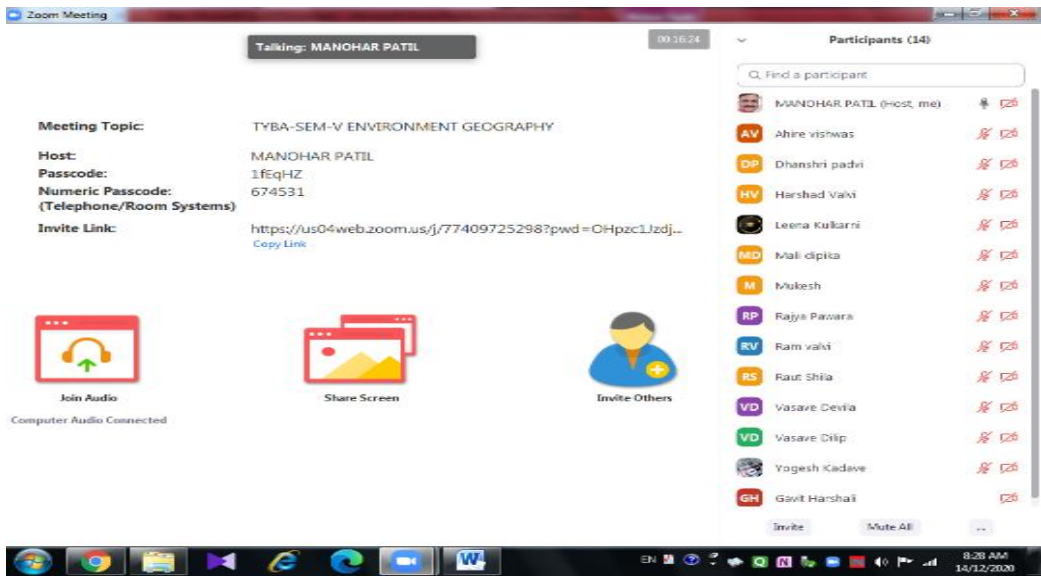 Zoom Meeting
Talking: MANOHAR PATIL
00:16:24
Meeting Topic: TYBA-SEM-V ENVIRONMENT GEOGRAPHY
Host: MANOHAR PATIL
Passcode: 1fEqHZ
Numeric Passcode: 674531
(Telephone/Room Systems)
Invite Link: https://us04web.zoom.us/j/77409725298?pwd=OHpzc1Jzdj...
Copy Link
Join Audio
Computer Audio Connected
Share Screen
Invite Others
Participants (14)
Find a participant
MANOHAR PATIL (Host, me)
AV Ahire vishwas
DP Dhanshri padvi
HV Harshad Valvi
Leena Kulkarni
MD Mali dipika
M Mukesh
RP Rajya Pawara
RV Ram valvi
RS Raut Shila
VD Vasave Devila
VD Vasave Dilip
Yogesh Kadave
GH Gavit Harshali
Invite Mute All ...
W EN N 8:28 AM
14/12/2020